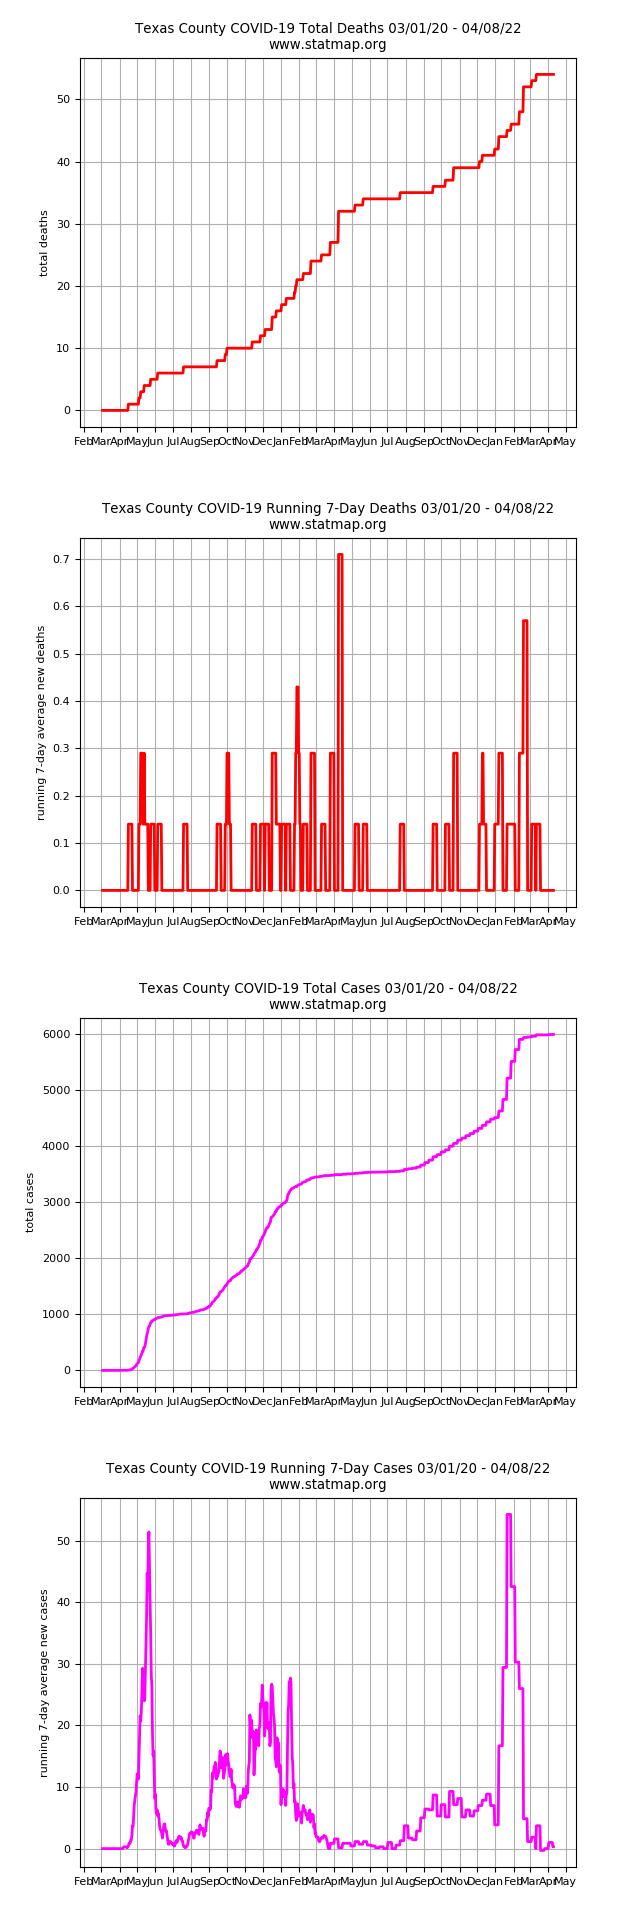 Texas County COVID-19 Total Deaths 03/01/20 - 04/08/22
www.statmap.org
total deaths
50
40
30
20
10
0
Feb Mar Apr May Jun Jul Aug Sep Oct Nov Dec Jan Feb Mar Apr May Jun Jul Aug Sep Oct Nov Dec Jan Feb Mar Apr May
Texas County COVID-19 Running 7-Day Deaths 03/01/20 - 04/08/22
www.statmap.org
running 7-day average new deaths
0.7
0.6
0.5
0.4
0.3
0.2
0.1
0.0
Feb Mar Apr May Jun Jul Aug Sep Oct Nov Dec Jan Feb Mar Apr May Jun Jul Aug Sep Oct Nov Dec Jan Feb Mar Apr May
Texas County COVID-19 Total Cases 03/01/20 - 04/08/22
www.statmap.org
total cases
6000
5000
4000
3000
2000
1000
0
Feb Mar Apr May Jun Jul Aug Sep Oct Nov Dec Jan Feb Mar Apr May Jun Jul Aug Sep Oct Nov Dec Jan Feb Mar Apr May
Texas County COVID-19 Running 7-Day Cases 03/01/20 - 04/08/22
www.statmap.org
running 7-day average new cases
50
40
30
20
10
0
Feb Mar Apr May Jun Jul Aug Sep Oct Nov Dec Jan Feb Mar Apr May Jun Jul Aug Sep Oct Nov Dec Jan Feb Mar Apr May